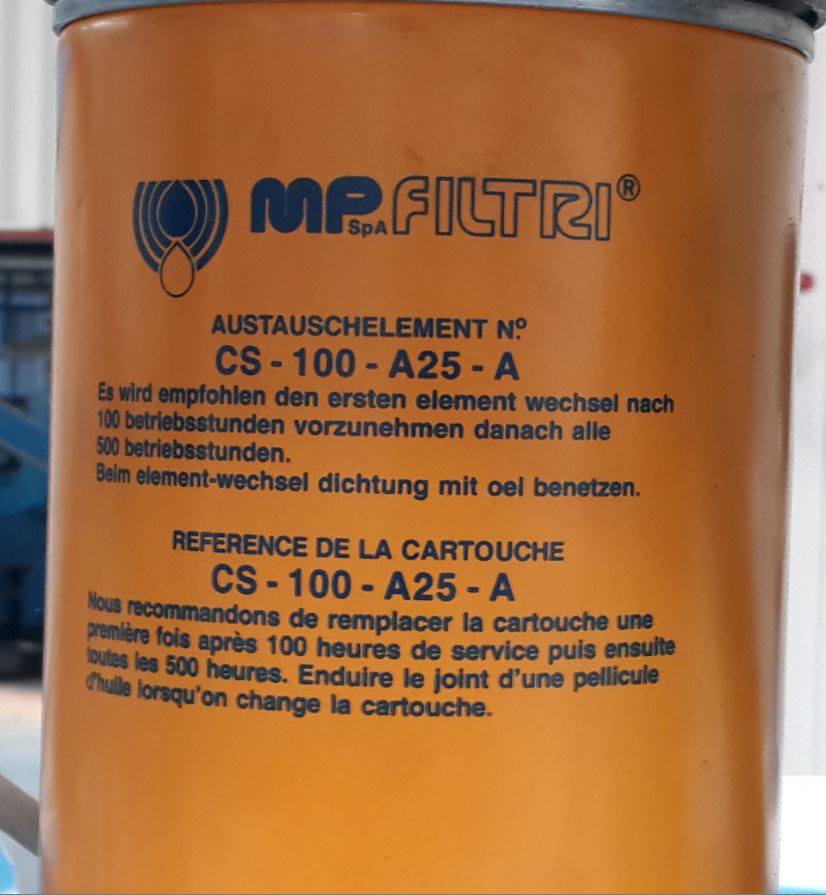 MP SpA FILTRI®
AUSTAUSCHELEMENT Nº
CS - 100 - A25 - A
Es wird empfohlen den ersten element wechsel nach
100 betriebsstunden vorzunehmen danach alle
500 betriebsstunden.
Beim element-wechsel dichtung mit oel benetzen.
REFERENCE DE LA CARTOUCHE
CS - 100 - A25 - A
Nous recommandons de remplacer la cartouche une
première fois après 100 heures de service puis ensuite
toutes les 500 heures. Enduire le joint d'une pellicule
d'huile lorsqu'on change la cartouche.